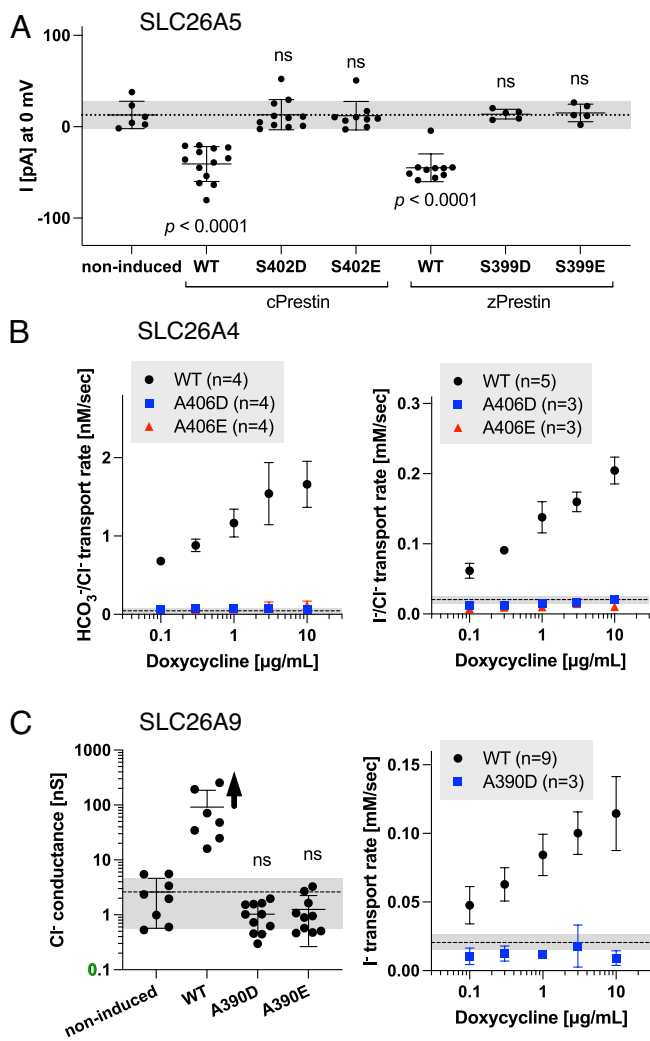 A
SLC26A5
I [pA] at 0 mV
100
0
-100
ns
ns
ns
ns
p < 0.0001
p < 0.0001
non-induced
WT
S402D
S402E
WT
S399D
S399E
cPrestin
zPrestin
B
SLC26A4
WT (n=4)
A406D (n=4)
A406E (n=4)
HCO₃⁻/Cl⁻ transport rate [nM/sec]
2
1
0
0.1
1
10
Doxycycline [µg/mL]
WT (n=5)
A406D (n=3)
A406E (n=3)
I⁻/Cl⁻ transport rate [mM/sec]
0.3
0.2
0.1
0.0
0.1
1
10
Doxycycline [µg/mL]
C
SLC26A9
Cl⁻ conductance [nS]
1000
100
10
1
0.1
ns
ns
non-induced
WT
A390D
A390E
WT (n=9)
A390D (n=3)
I⁻ transport rate [mM/sec]
0.15
0.10
0.05
0.00
0.1
1
10
Doxycycline [µg/mL]